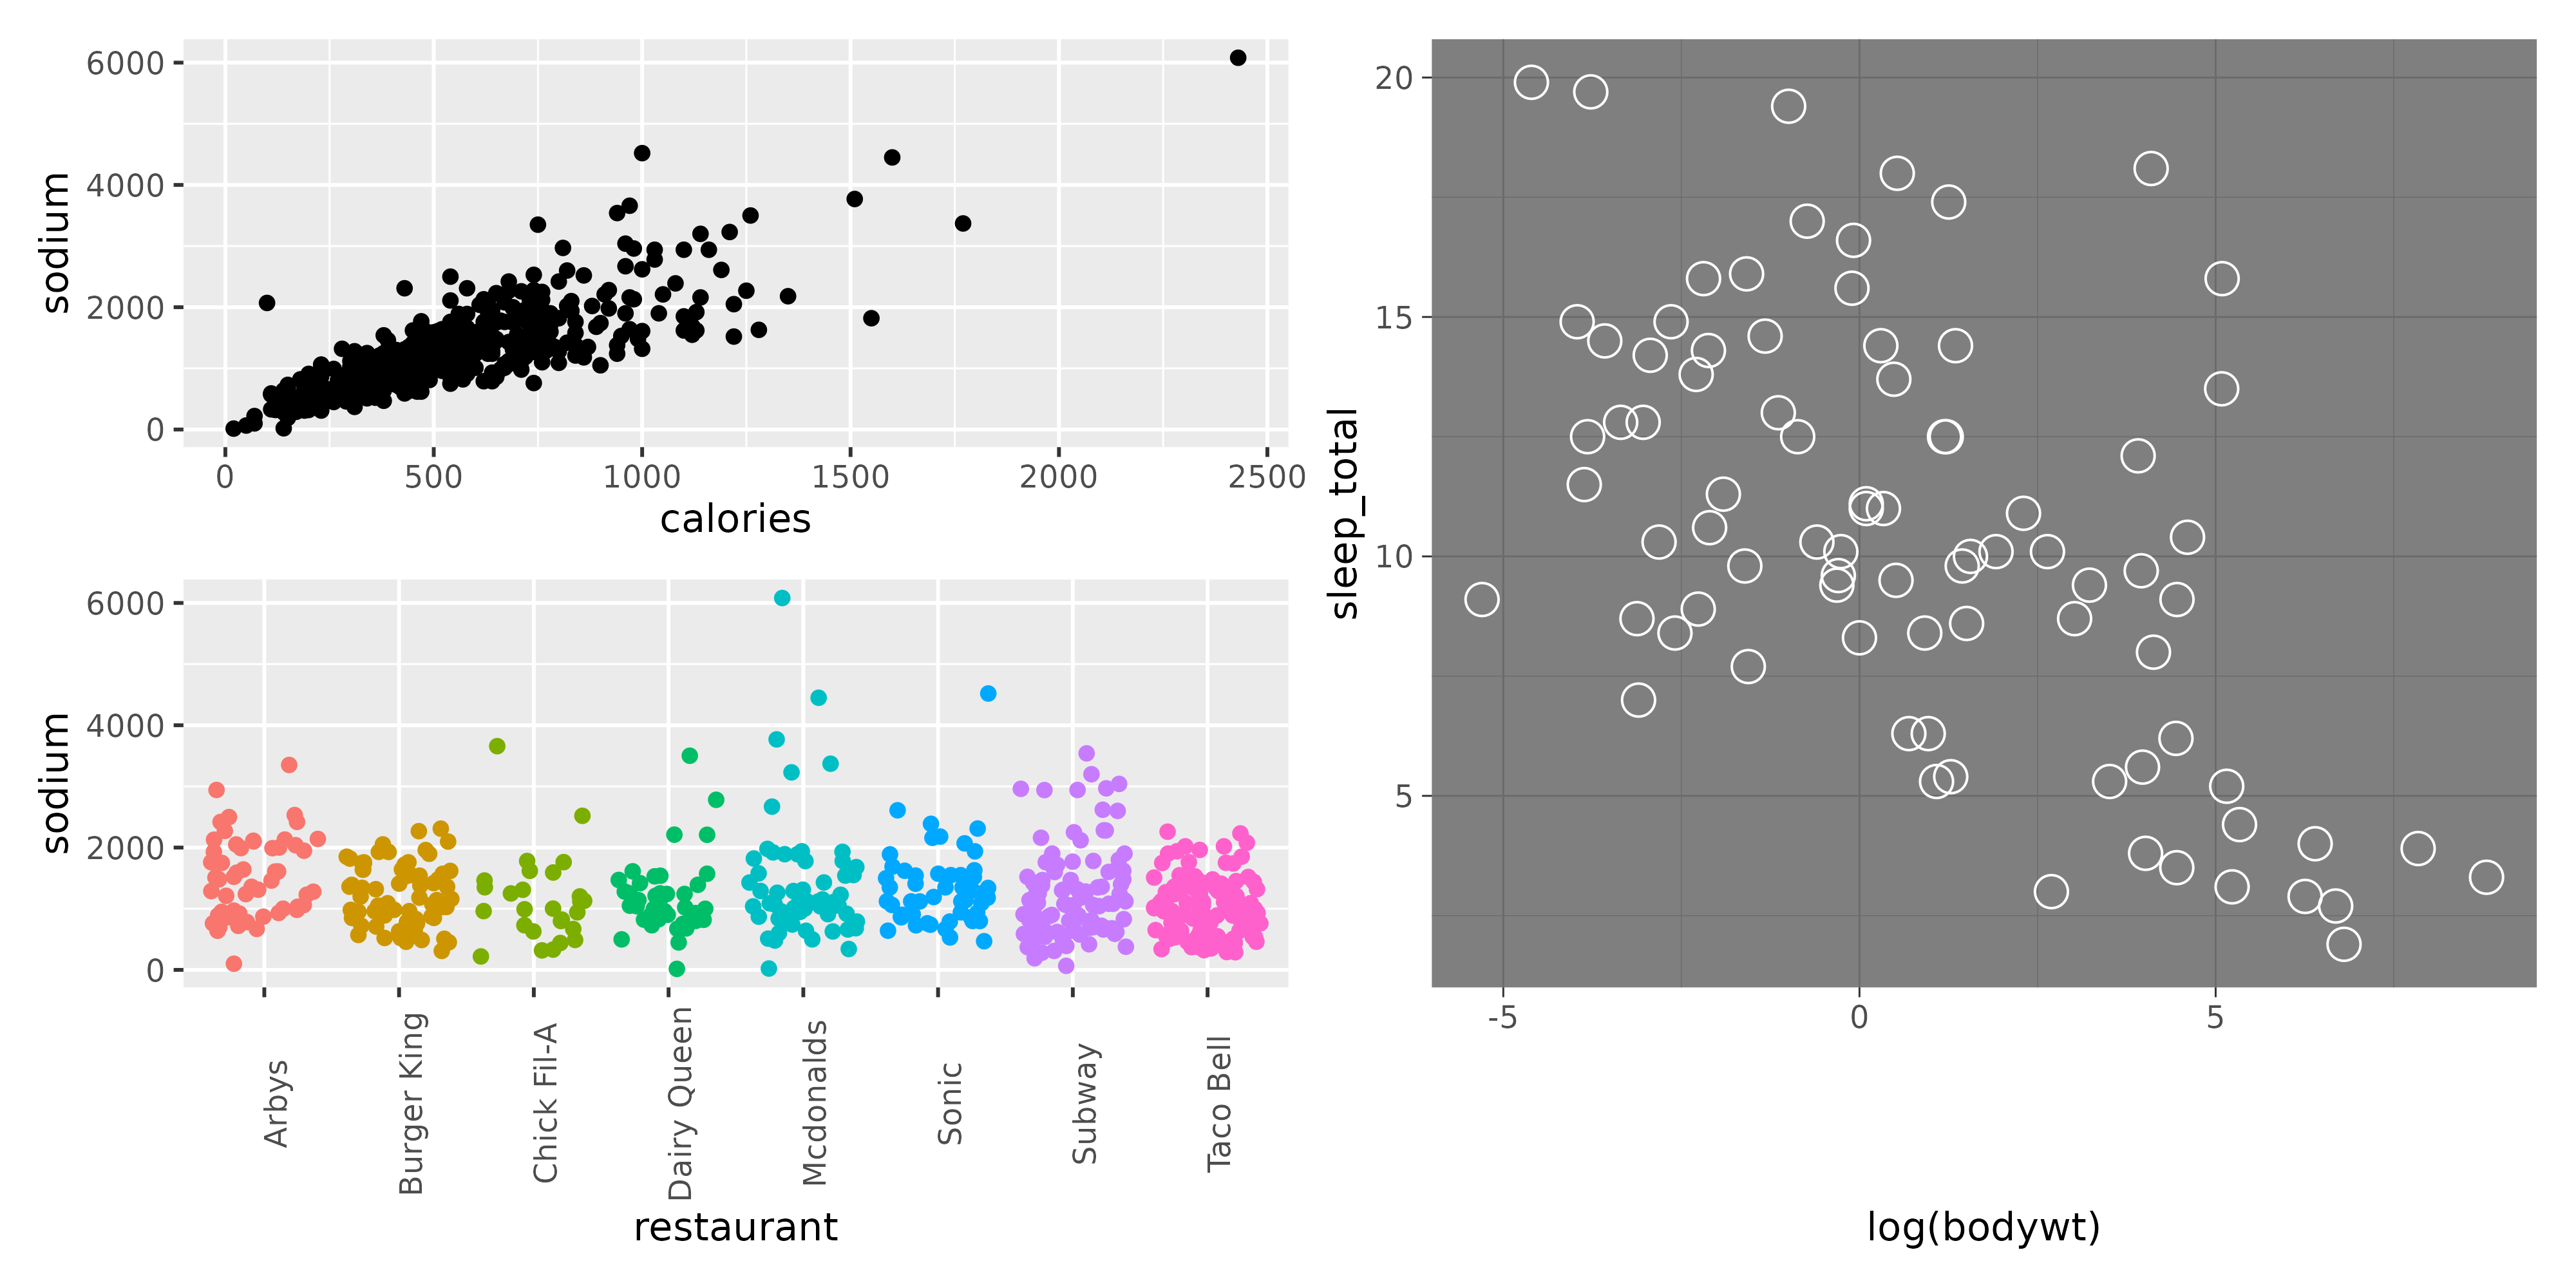 sodium
6000
4000
2000
0
0 500 1000 1500 2000 2500
calories
sodium
6000
4000
2000
0
Arbys
Burger King
Chick Fil-A
Dairy Queen
Mcdonalds
Sonic
Subway
Taco Bell
restaurant
sleep_total
20
15
10
5
-5 0 5
log(bodywt)